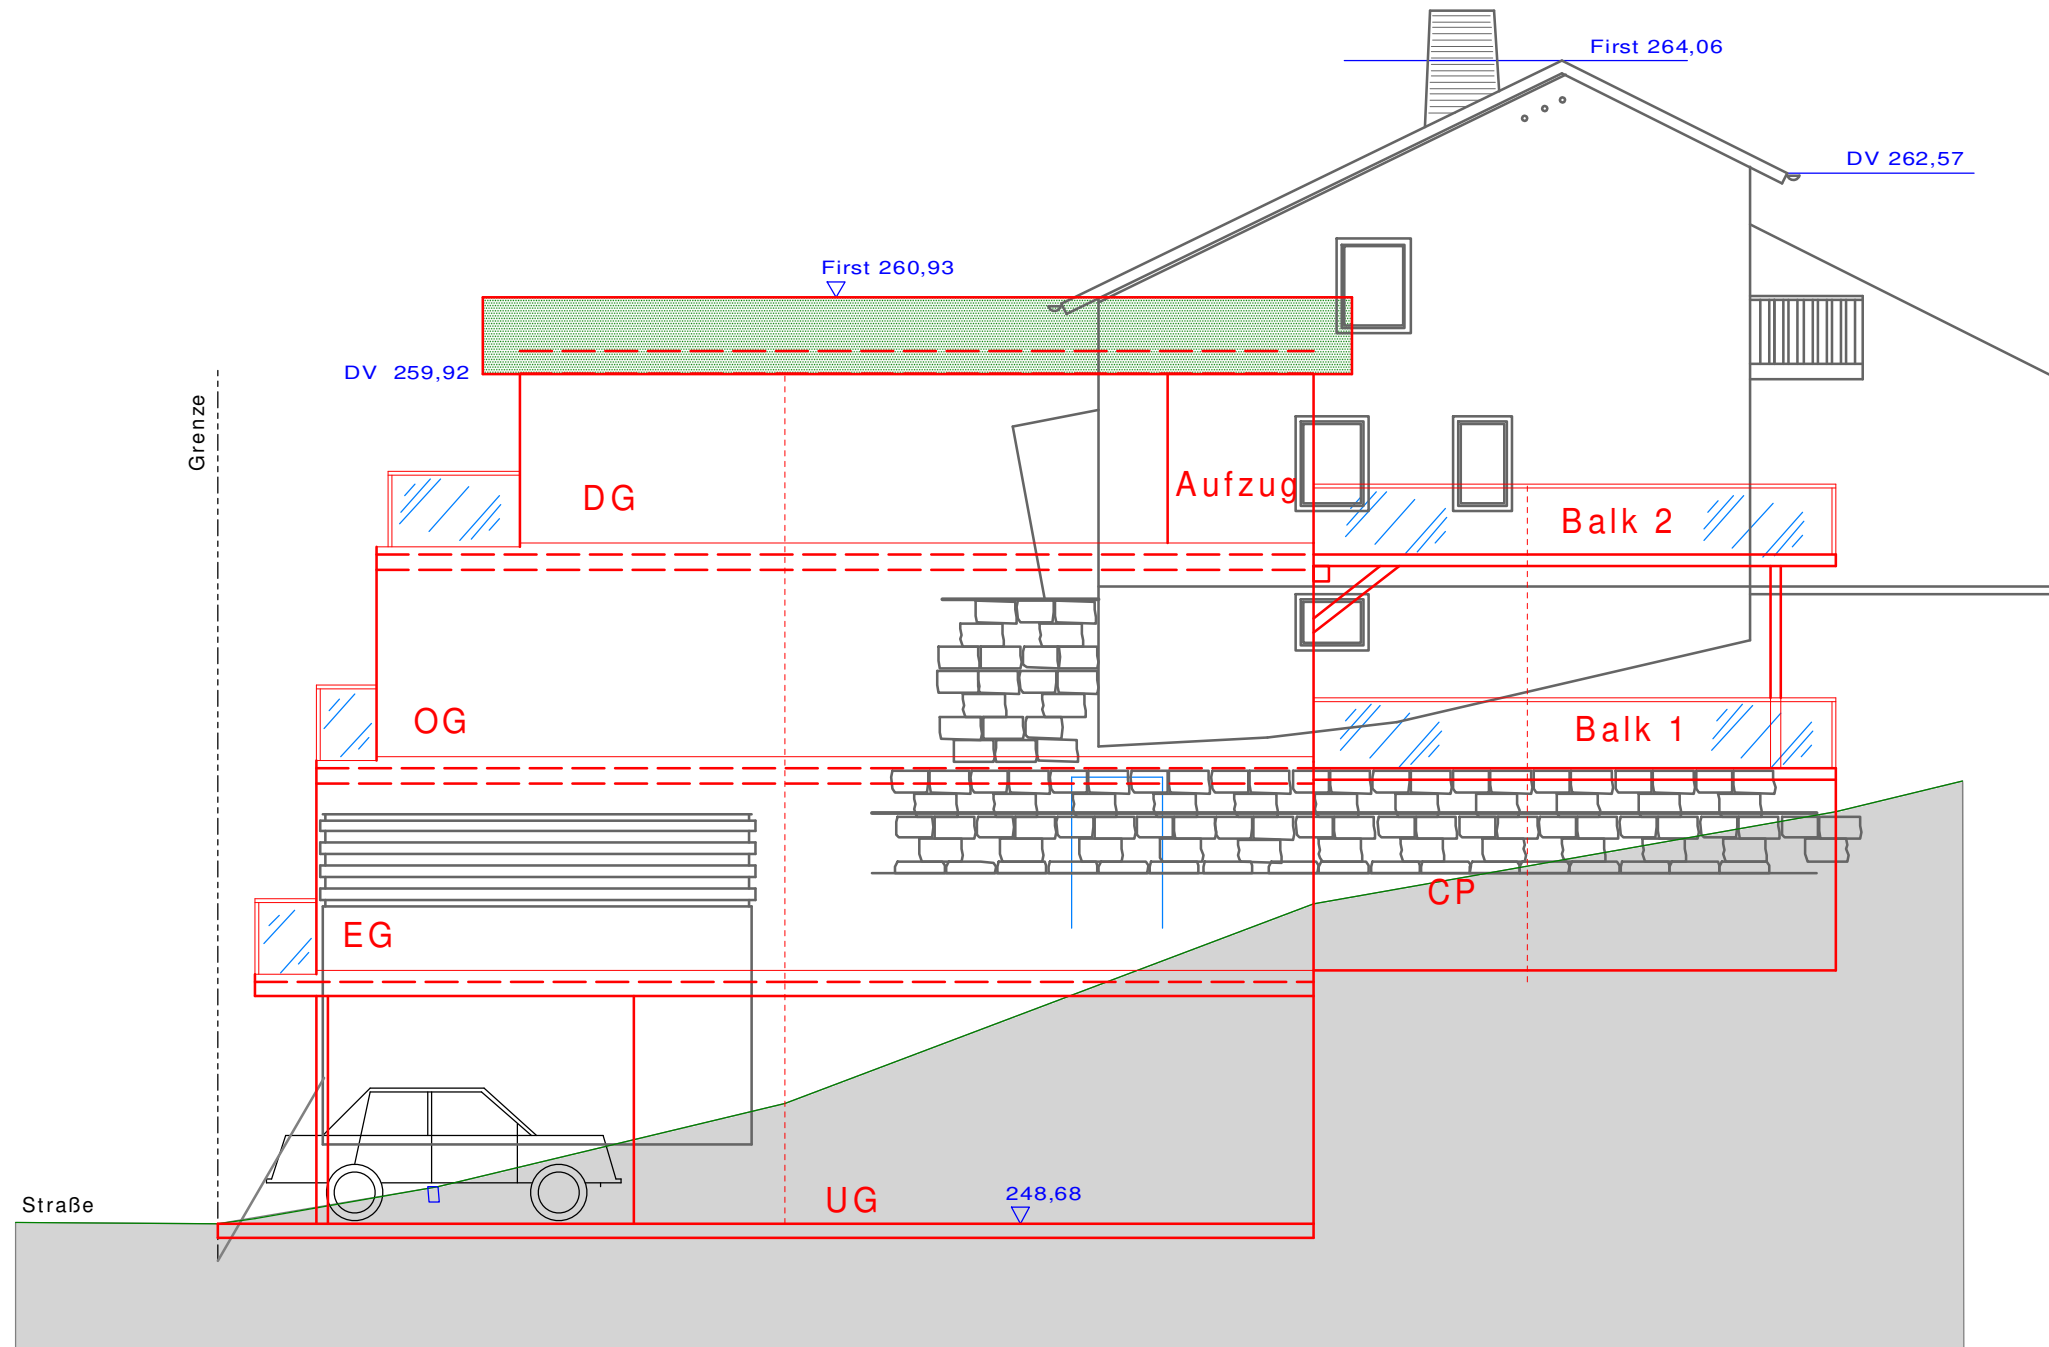 First 264,06
DV 262,57
First 260,93
DV 259,92
Grenze
DG
Aufzug
Balk 2
OG
Balk 1
CP
EG
Straße
UG
248,68